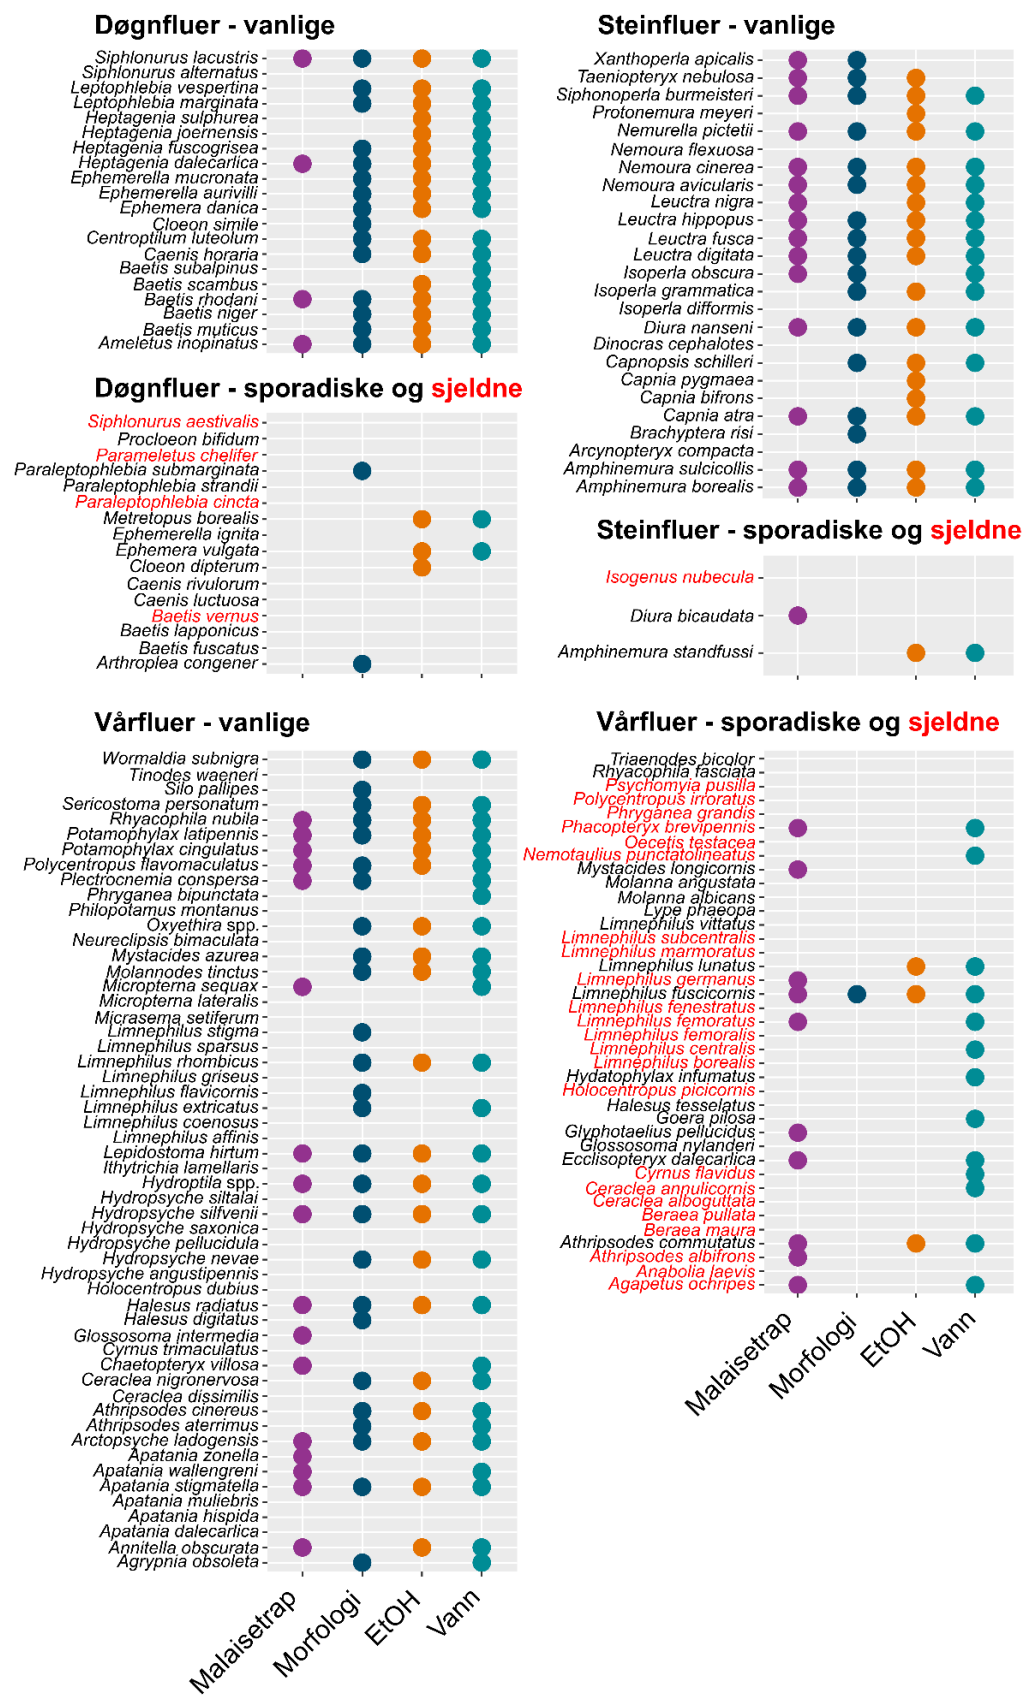 Døgnfluer - vanlige
Siphlonurus lacustris
Siphlonurus alternatus
Leptophlebia vespertina
Leptophlebia marginata
Heptagenia sulphurea
Heptagenia joernensis
Heptagenia fuscogrisea
Heptagenia dalecarlica
Ephemerella mucronata
Ephemerella aurivilli
Ephemera danica
Cloeon simile
Centroptilum luteolum
Caenis horaria
Baetis subalpinus
Baetis scambus
Baetis rhodani
Baetis niger
Baetis muticus
Ameletus inopinatus
Døgnfluer - sporadiske og sjeldne
Siphlonurus aestivalis
Procloeon bifidum
Parameletus chelifer
Paraleptophlebia submarginata
Paraleptophlebia strandii
Paraleptophlebia cincta
Metretopus borealis
Ephemerella ignita
Ephemera vulgata
Cloeon dipterum
Caenis rivulorum
Caenis luctuosa
Baetis vernus
Baetis lapponicus
Baetis fuscatus
Arthroplea congener
Vårfluer - vanlige
Wormaldia subnigra
Tinodes waeneri
Silo pallipes
Sericostoma personatum
Rhyacophila nubila
Potamophylax latipennis
Potamophylax cingulatus
Polycentropus flavomaculatus
Plectrocnemia conspersa
Phryganea bipunctata
Philopotamus montanus
Oxyethira spp.
Neureclipsis bimaculata
Mystacides azurea
Molannodes tinctus
Micropterna sequax
Micropterna lateralis
Micrasema setiferum
Limnephilus stigma
Limnephilus sparsus
Limnephilus rhombicus
Limnephilus griseus
Limnephilus flavicornis
Limnephilus extricatus
Limnephilus coenosus
Limnephilus affinis
Lepidostoma hirtum
Ithytrichia lamellaris
Hydroptila spp.
Hydropsyche siltalai
Hydropsyche silfvenii
Hydropsyche saxonica
Hydropsyche pellucidula
Hydropsyche nevae
Hydropsyche angustipennis
Holocentropus dubius
Halesus radiatus
Halesus digitatus
Glossosoma intermedia
Cyrnus trimaculatus
Chaetopteryx villosa
Ceraclea nigronervosa
Ceraclea dissimilis
Athripsodes cinereus
Athripsodes aterrimus
Arctopsyche ladogensis
Apatania zonella
Apatania wallengreni
Apatania stigmatella
Apatania muliebris
Apatania hispida
Apatania dalecarlica
Annitella obscurata
Agrypnia obsoleta
Malaisetrap
Morfologi
EtOH
Vann
Steinfluer - vanlige
Xanthoperla apicalis
Taeniopteryx nebulosa
Siphonoperla burmeisteri
Protonemura meyeri
Nemurella pictetii
Nemoura flexuosa
Nemoura cinerea
Nemoura avicularis
Leuctra nigra
Leuctra hippopus
Leuctra fusca
Leuctra digitata
Isoperla obscura
Isoperla grammatica
Isoperla difformis
Diura nanseni
Dinocras cephalotes
Capnopsis schilleri
Capnia pygmaea
Capnia bifrons
Capnia atra
Brachyptera risi
Arcynopteryx compacta
Amphinemura sulcicollis
Amphinemura borealis
Steinfluer - sporadiske og sjeldne
Isogenus nubecula
Diura bicaudata
Amphinemura standfussi
Vårfluer - sporadiske og sjeldne
Triaenodes bicolor
Rhyacophila fasciata
Psychomyia pusilla
Polycentropus irroratus
Phryganea grandis
Phacopteryx brevipennis
Oecetis testacea
Nemotaulius punctatolineatus
Mystacides longicornis
Molanna angustata
Molanna albicans
Lype phaeopa
Limnephilus vittatus
Limnephilus subcentralis
Limnephilus marmoratus
Limnephilus lunatus
Limnephilus germanus
Limnephilus fuscicornis
Limnephilus fenestratus
Limnephilus femoratus
Limnephilus femoralis
Limnephilus centralis
Limnephilus borealis
Hydatophylax infumatus
Holocentropus picicornis
Halesus tesselatus
Goera pilosa
Glyphotaelius pellucidus
Glossosoma nylanderi
Ecclisopteryx dalecarlica
Cyrnus flavidus
Ceraclea annulicornis
Ceraclea alboguttata
Beraea pullata
Beraea maura
Athripsodes commutatus
Athripsodes albifrons
Anabolia laevis
Agapetus ochripes
Malaisetrap
Morfologi
EtOH
Vann